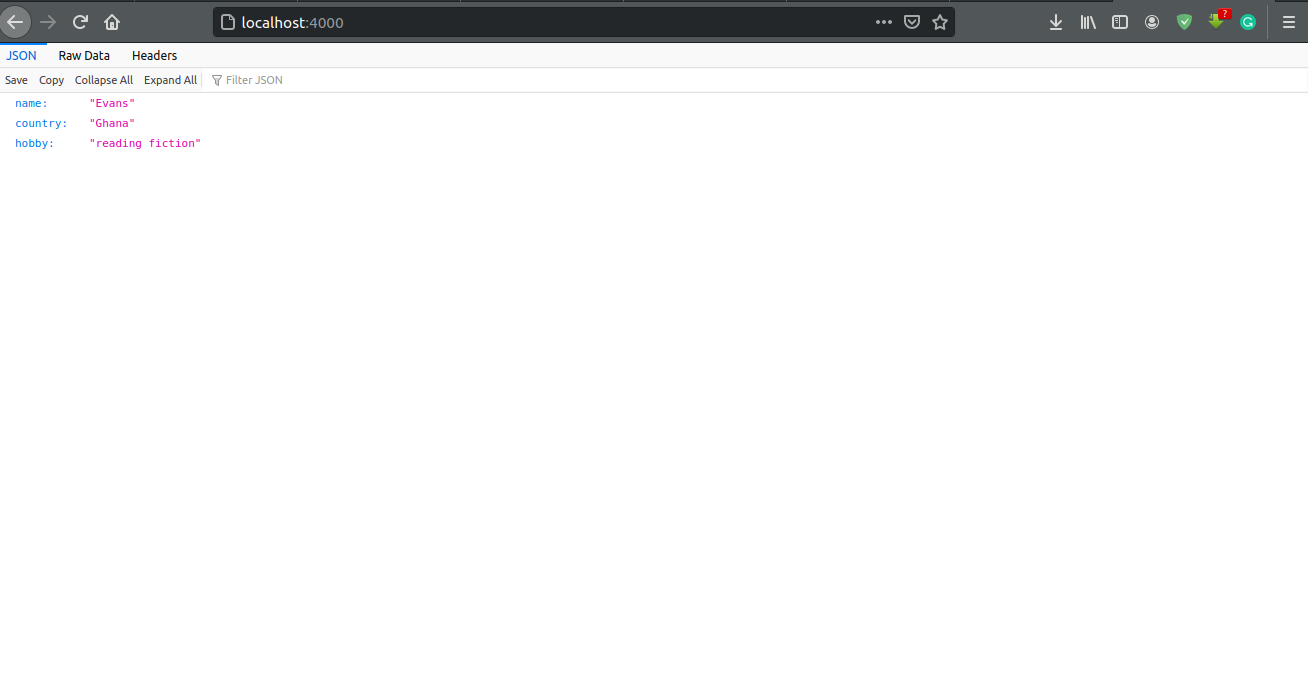 localhost:4000
?
JSON Raw Data Headers
Save Copy Collapse All Expand All Filter JSON
name: "Evans"
country: "Ghana"
hobby: "reading fiction"